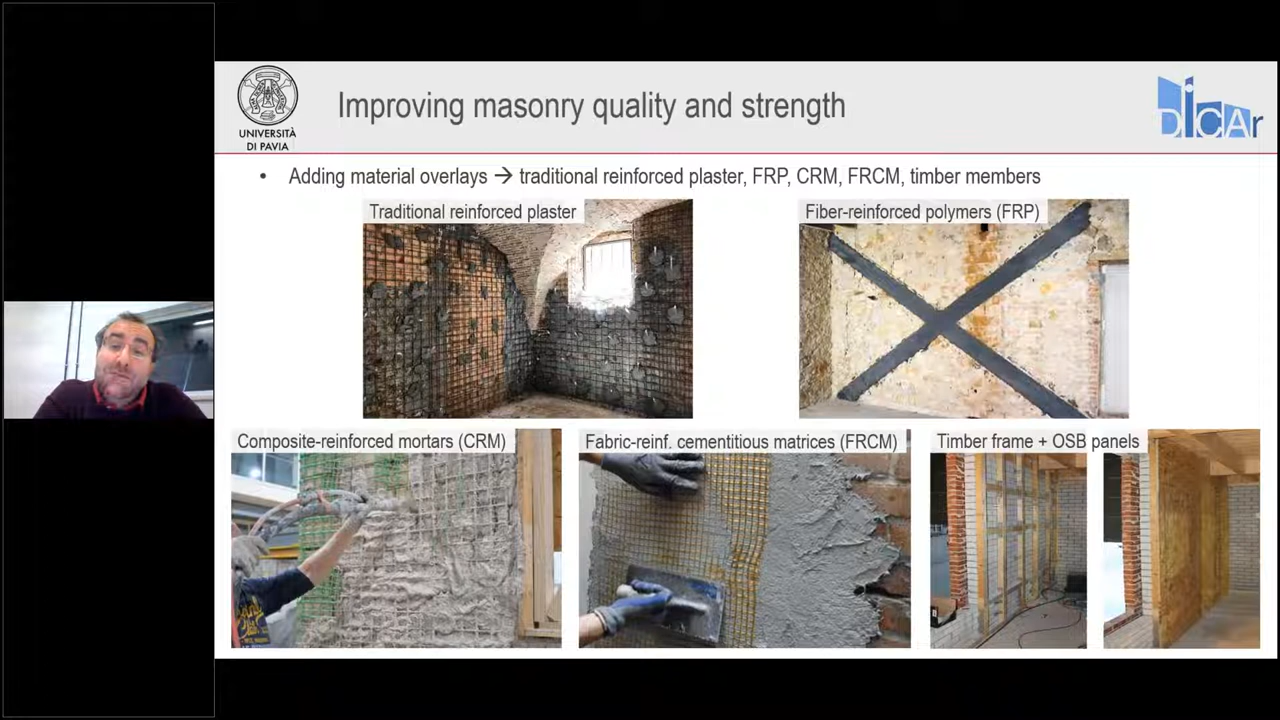 UNIVERSITÀ
DI PAVIA
Improving masonry quality and strength
DiCAr
• Adding material overlays → traditional reinforced plaster, FRP, CRM, FRCM, timber members
Traditional reinforced plaster
Fiber-reinforced polymers (FRP)
Composite-reinforced mortars (CRM)
Fabric-reinf. cementitious matrices (FRCM)
Timber frame + OSB panels